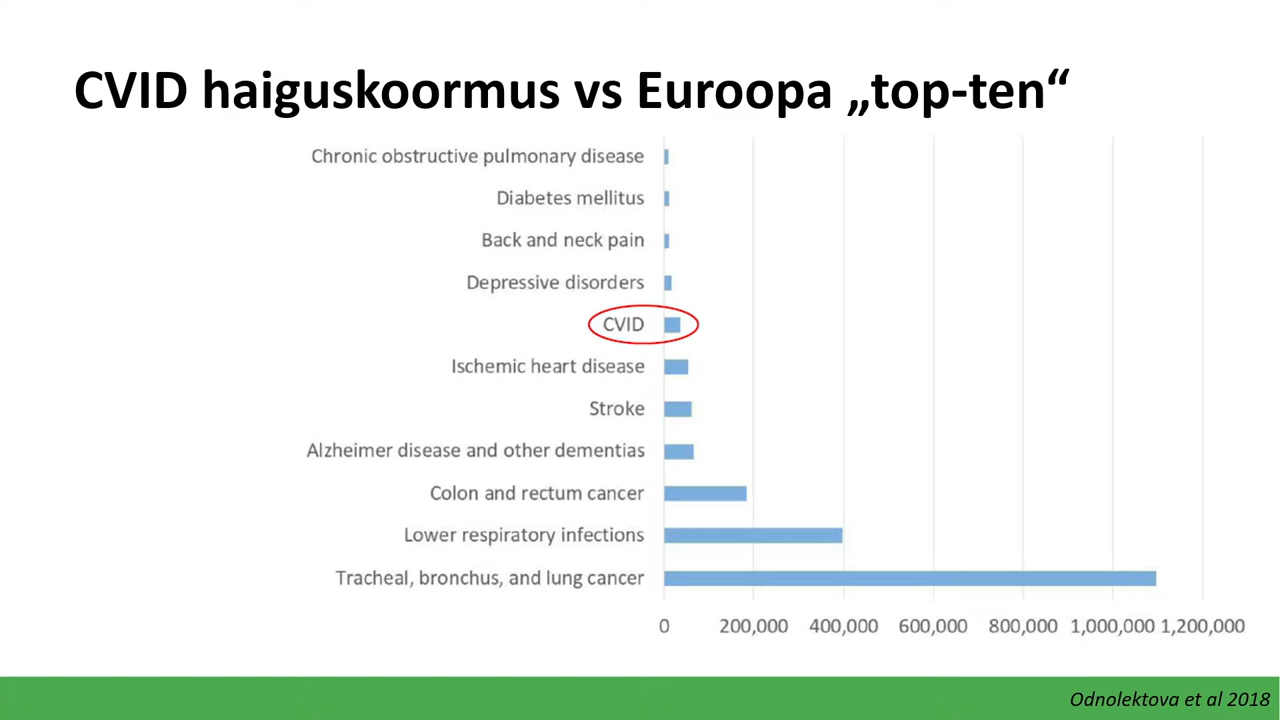 CVID haiguskoormus vs Euroopa „top-ten“
Chronic obstructive pulmonary disease
Diabetes mellitus
Back and neck pain
Depressive disorders
CVID
Ischemic heart disease
Stroke
Alzheimer disease and other dementias
Colon and rectum cancer
Lower respiratory infections
Tracheal, bronchus, and lung cancer
0 200,000 400,000 600,000 800,000 1,000,000 1,200,000
Odnolektova et al 2018